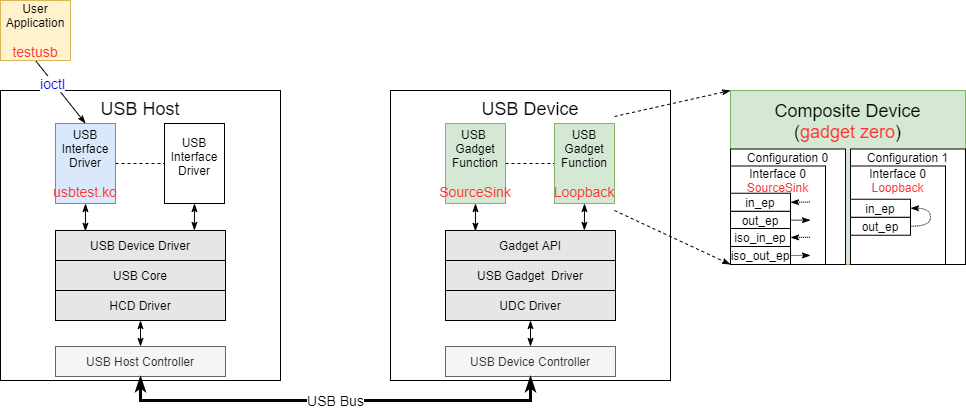 User
Application
testusb
ioctl
USB Host
USB
Interface
Driver
usbtest.ko
USB
Interface
Driver
USB Device Driver
USB Core
HCD Driver
USB Host Controller
USB Bus
USB Device
USB
Gadget
Function
SourceSink
USB
Gadget
Function
Loopback
Gadget API
USB Gadget Driver
UDC Driver
USB Device Controller
Composite Device
(gadget zero)
Configuration 0
Interface 0
SourceSink
in_ep
out_ep
iso_in_ep
iso_out_ep
Configuration 1
Interface 0
Loopback
in_ep
out_ep